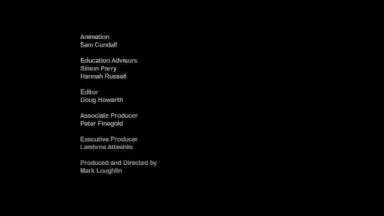 Animation
Sam Cundall
Education Advisors
Simon Parry
Hannah Russell
Editor
Doug Howarth
Associate Producer
Peter Finegold
Executive Producer
Lambros Atteshlis
Produced and Directed by
Mark Loughlin